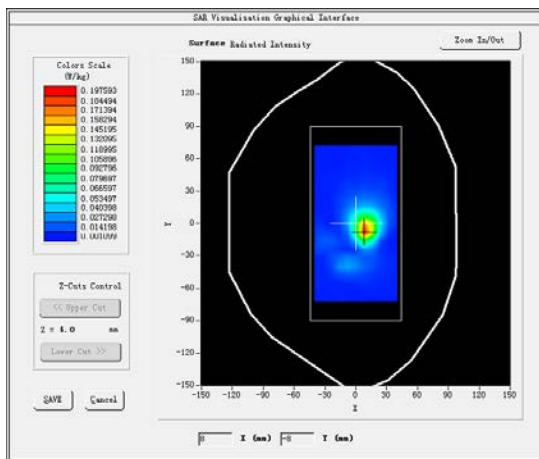 SAR Visualisation Graphical Interface
Surface Radiated Intensity
Zoom In/Out
Colors Scale
(W/kg)
0.197593
0.184494
0.171394
0.158294
0.145195
0.132095
0.118995
0.105896
0.092796
0.079697
0.066597
0.053497
0.040398
0.027298
0.014198
0.001099
Z-Cuts Control
<< Upper Cut
Z = 4.0 mm
Lower Cut >>
SAVE
Cancel
150
120
90
60
30
0
-30
-60
-90
-120
-150
Y
-150 -120 -90 -60 -30 0 30 60 90 120 150
X
8 X (mm) -8 Y (mm)